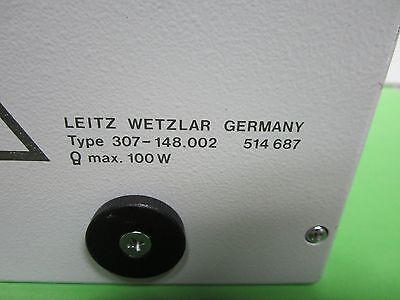 LEITZ WETZLAR GERMANY
Type 307-148.002 514 687
max. 100 W